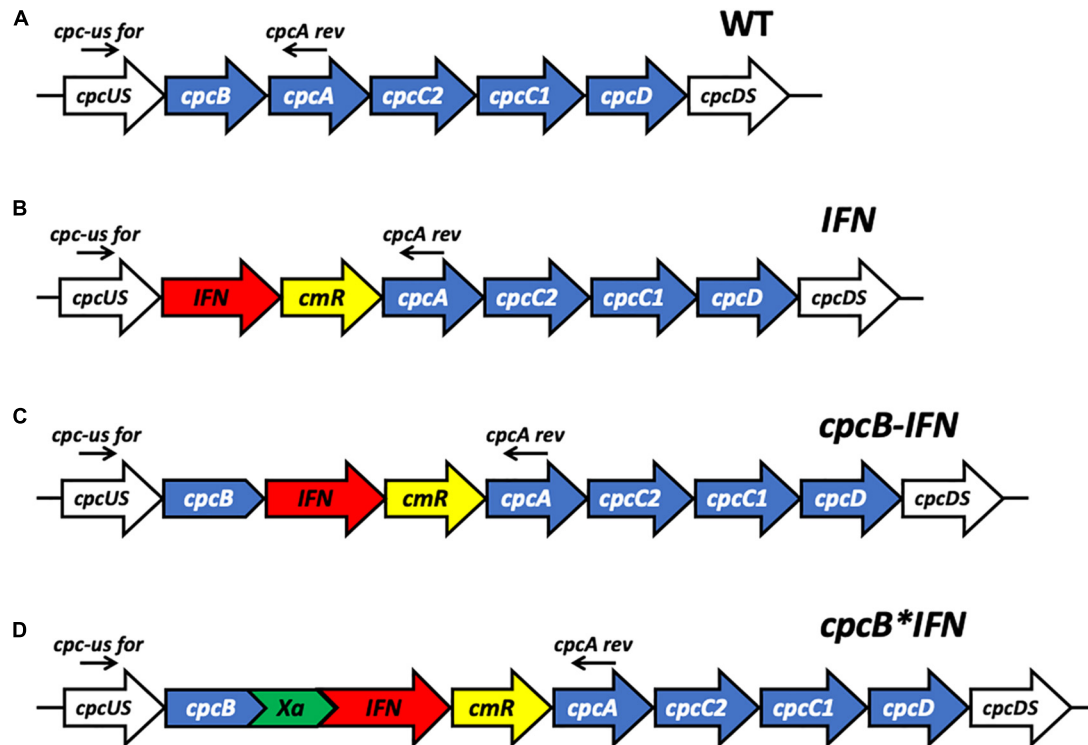 A
WT
cpc-us for
cpcA rev
cpcUS cpcB cpcA cpcC2 cpcC1 cpcD cpcDS
B
IFN
cpc-us for
cpcA rev
cpcUS IFN cmR cpcA cpcC2 cpcC1 cpcD cpcDS
C
cpcB-IFN
cpc-us for
cpcA rev
cpcUS cpcB IFN cmR cpcA cpcC2 cpcC1 cpcD cpcDS
D
cpcB*IFN
cpc-us for
cpcA rev
cpcUS cpcB Xa IFN cmR cpcA cpcC2 cpcC1 cpcD cpcDS